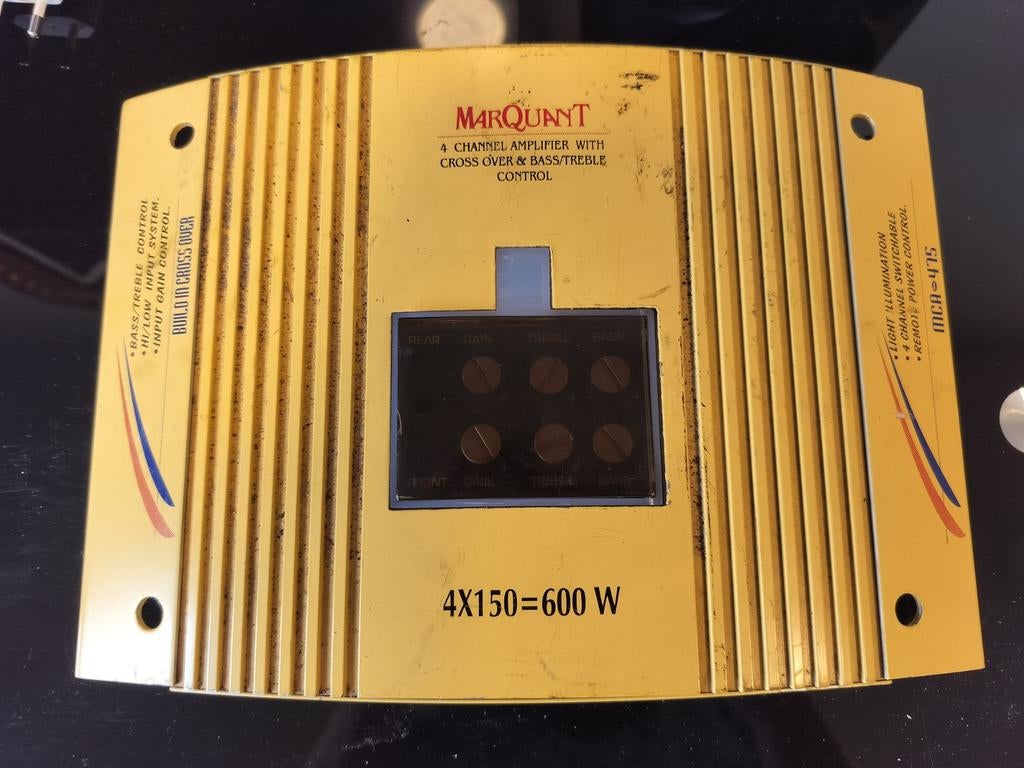 MARQUANT
4 CHANNEL AMPLIFIER WITH
CROSS OVER & BASS/TREBLE
CONTROL
•BASS/TREBLE CONTROL
•HI/LOW INPUT SYSTEM.
•INPUT GAIN CONTROL.
BUILD IN CROSS OVER
•LIGHT ILLUMINATION
•4 CHANNEL SWITCHABLE
•REMOTE POWER CONTROL.
MCA-475
REAR GAIN TREBLE BASS
FRONT GAIN TREBLE BASS
4X150=600 W